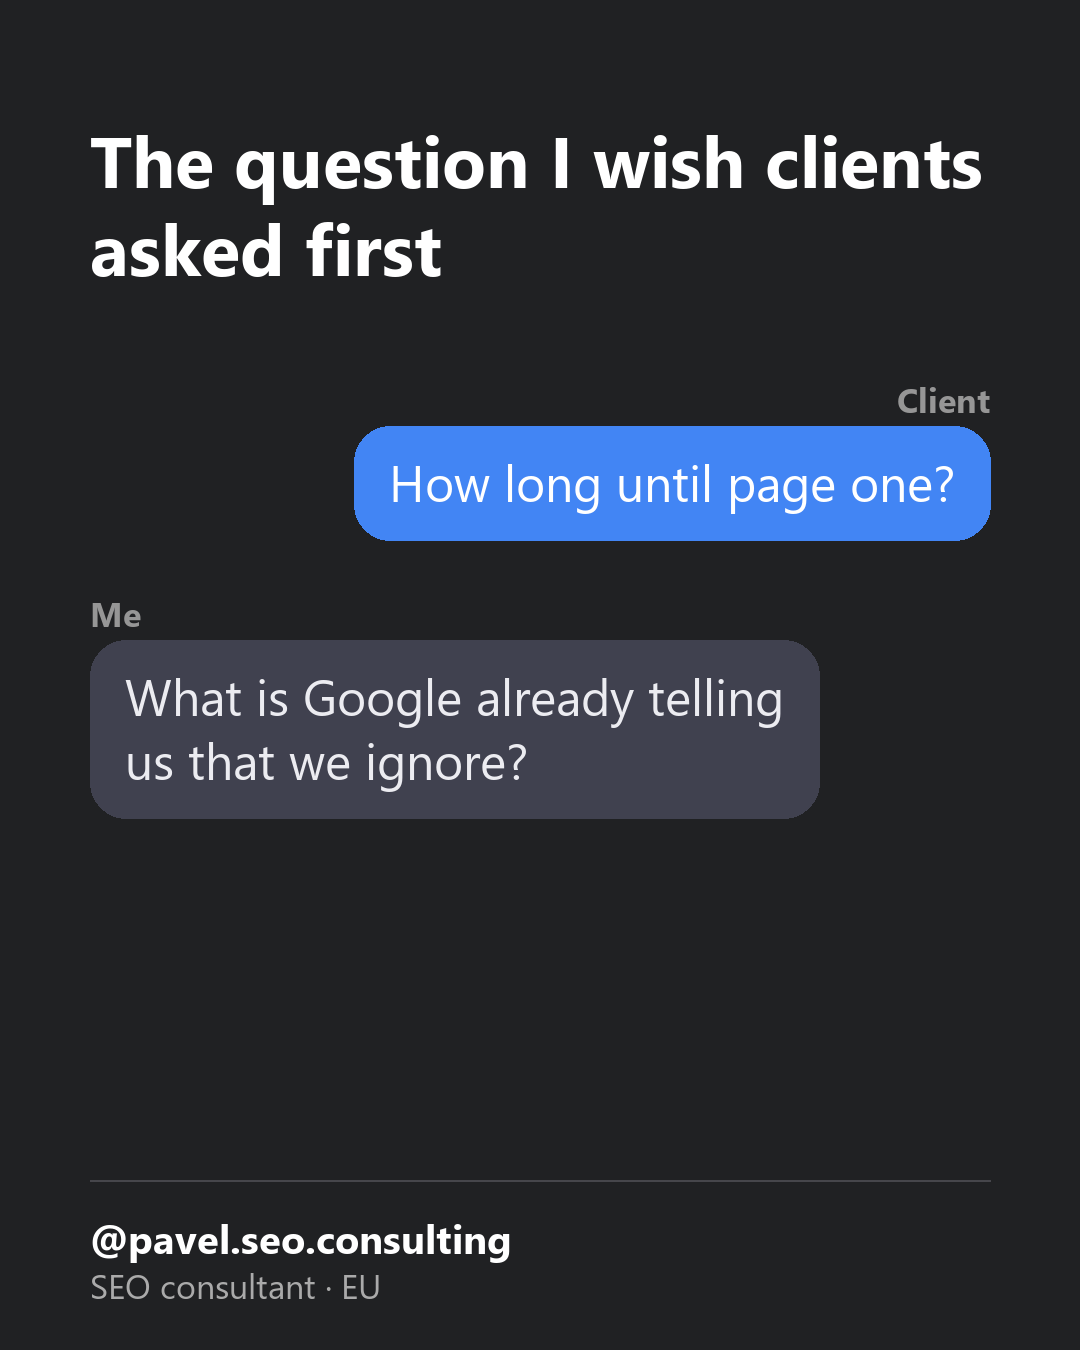 The question I wish clients
asked first
Client
How long until page one?
Me
What is Google already telling
us that we ignore?
@pavel.seo.consulting
SEO consultant · EU